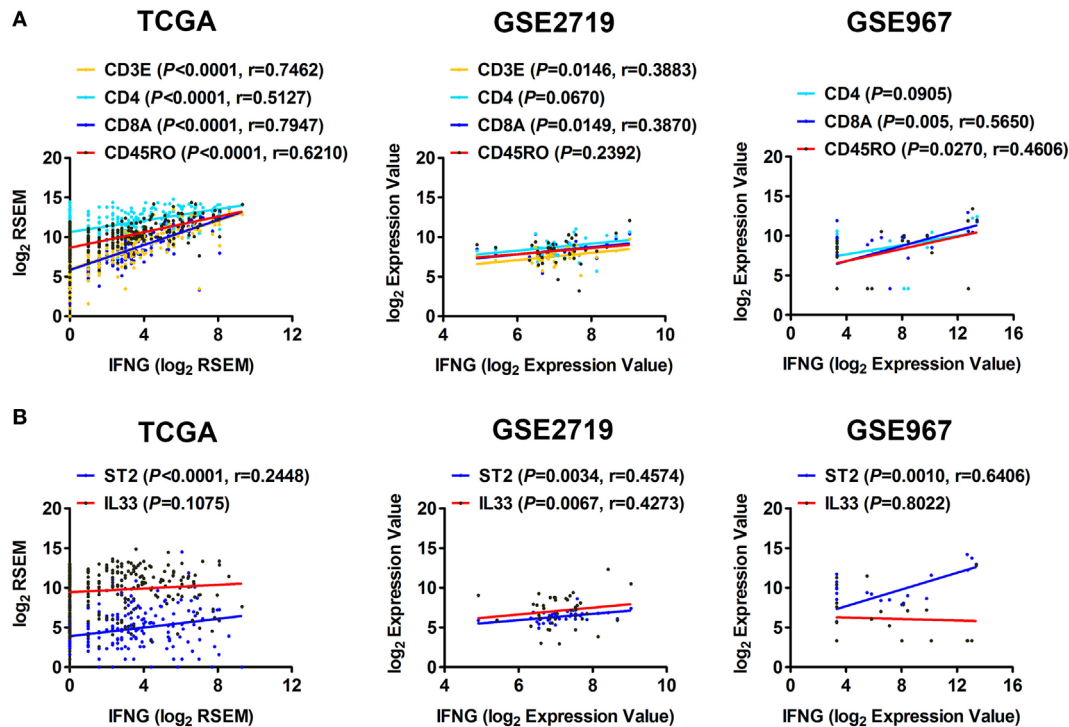 A
TCGA
CD3E (P<0.0001, r=0.7462)
CD4 (P<0.0001, r=0.5127)
CD8A (P<0.0001, r=0.7947)
CD45RO (P<0.0001, r=0.6210)
log2 RSEM
20
15
10
5
0
0 4 8 12
IFNG (log2 RSEM)
GSE2719
CD3E (P=0.0146, r=0.3883)
CD4 (P=0.0670)
CD8A (P=0.0149, r=0.3870)
CD45RO (P=0.2392)
log2 Expression Value
20
15
10
5
0
4 6 8 10
IFNG (log2 Expression Value)
GSE967
CD4 (P=0.0905)
CD8A (P=0.005, r=0.5650)
CD45RO (P=0.0270, r=0.4606)
log2 Expression Value
20
15
10
5
0
0 4 8 12 16
IFNG (log2 Expression Value)
B
TCGA
ST2 (P<0.0001, r=0.2448)
IL33 (P=0.1075)
log2 RSEM
20
15
10
5
0
0 4 8 12
IFNG (log2 RSEM)
GSE2719
ST2 (P=0.0034, r=0.4574)
IL33 (P=0.0067, r=0.4273)
log2 Expression Value
20
15
10
5
0
4 6 8 10
IFNG (log2 Expression Value)
GSE967
ST2 (P=0.0010, r=0.6406)
IL33 (P=0.8022)
log2 Expression Value
20
15
10
5
0
0 4 8 12 16
IFNG (log2 Expression Value)